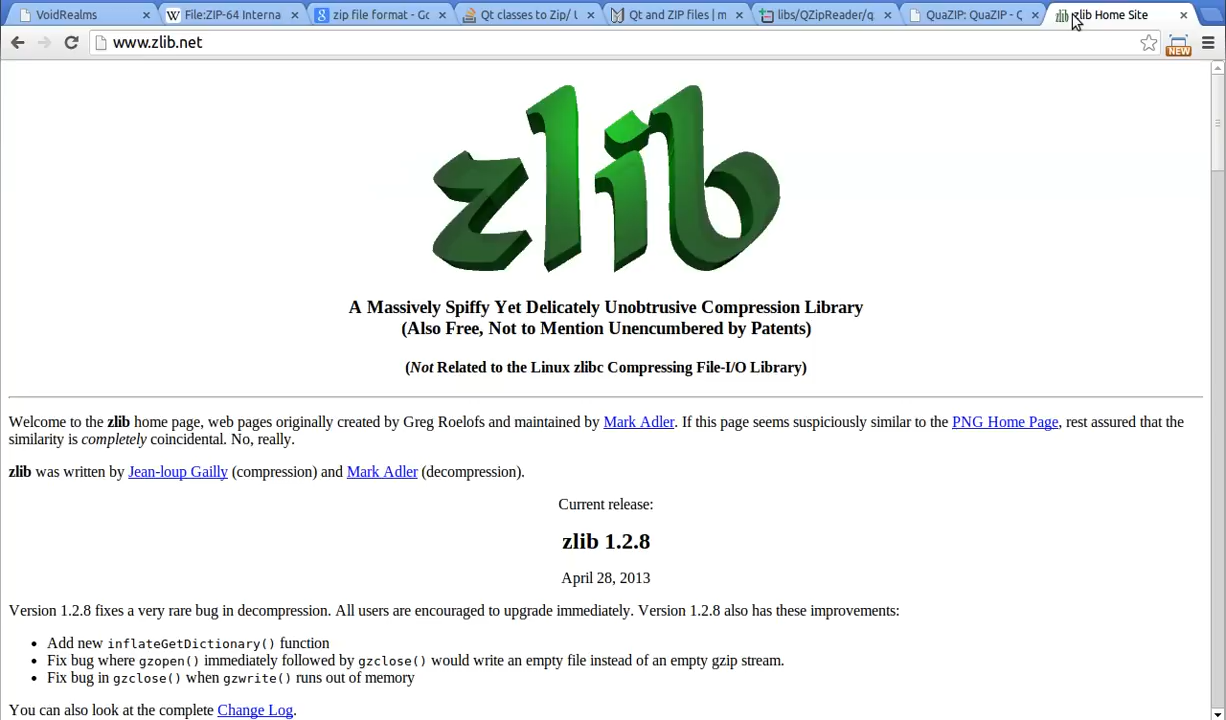 VoidRealms
File:ZIP-64 Interna
zip file format - Go
Qt classes to Zip/ U
Qt and ZIP files | m
libs/QZipReader/q
QuaZIP: QuaZIP - Q
zlib Home Site
www.zlib.net
NEW
zlib
A Massively Spiffy Yet Delicately Unobtrusive Compression Library
(Also Free, Not to Mention Unencumbered by Patents)
(Not Related to the Linux zlibc Compressing File-I/O Library)
Welcome to the zlib home page, web pages originally created by Greg Roelofs and maintained by Mark Adler. If this page seems suspiciously similar to the PNG Home Page, rest assured that the
similarity is completely coincidental. No, really.
zlib was written by Jean-loup Gailly (compression) and Mark Adler (decompression).
Current release:
zlib 1.2.8
April 28, 2013
Version 1.2.8 fixes a very rare bug in decompression. All users are encouraged to upgrade immediately. Version 1.2.8 also has these improvements:
• Add new inflateGetDictionary() function
• Fix bug where gzopen() immediately followed by gzclose() would write an empty file instead of an empty gzip stream.
• Fix bug in gzclose() when gzwrite() runs out of memory
You can also look at the complete Change Log.